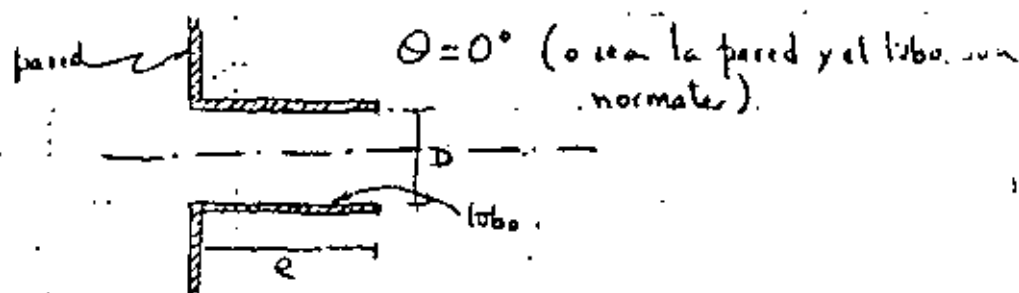 pared
θ = 0° (o sea la pared y el tubo son
normales).
D
tubo.
e